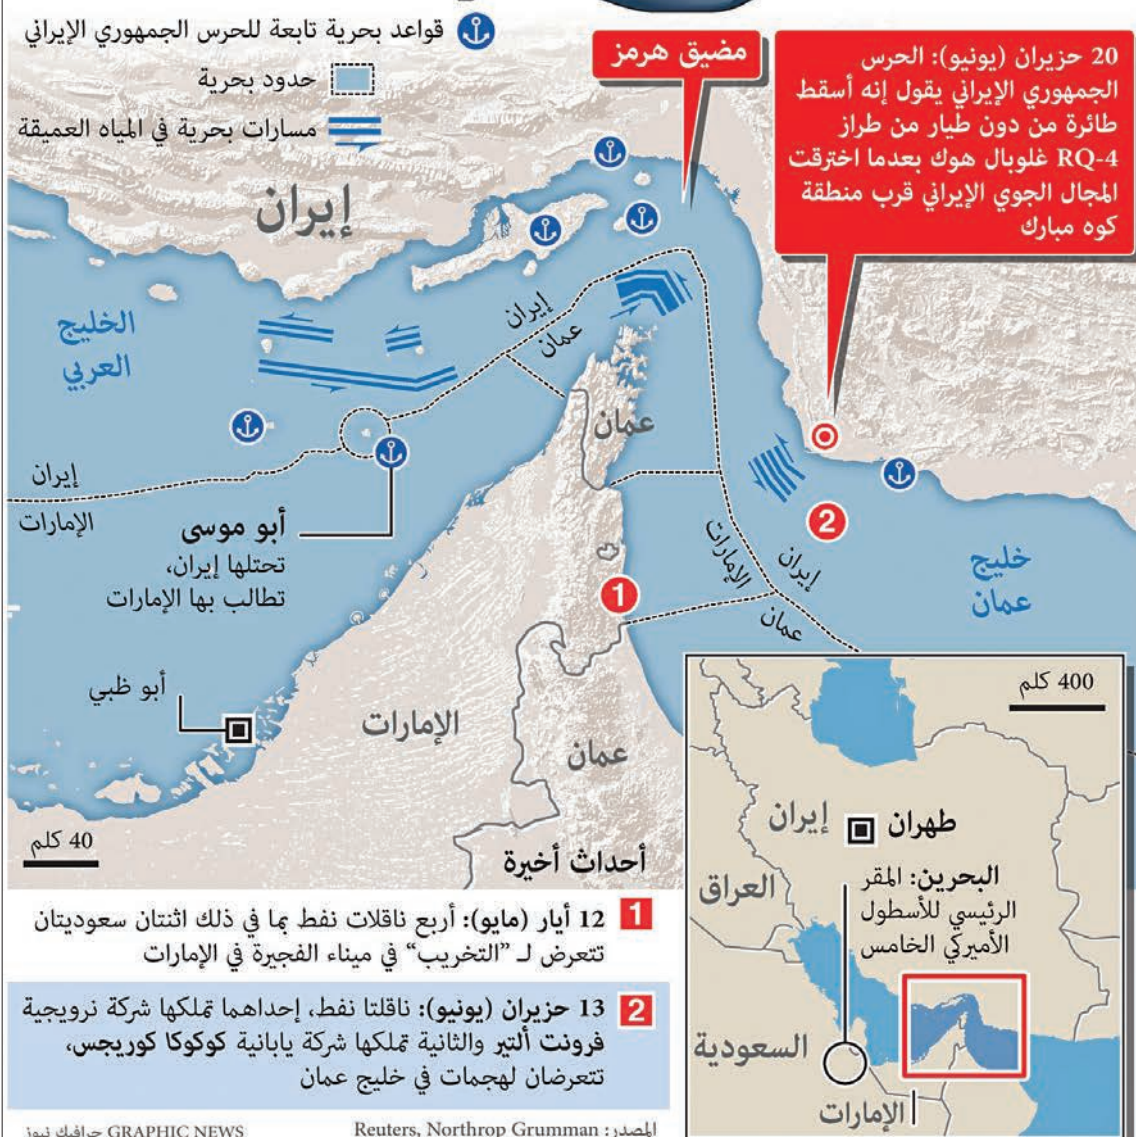 قواعد بحرية تابعة للحرس الجمهوري الإيراني
حدود بحرية
مسارات بحرية في المياه العميقة
مضيق هرمز
20 حزيران (يونيو): الحرس
الجمهوري الإيراني يقول إنه أسقط
طائرة من دون طيار من طراز
RQ-4 غلوبال هوك بعدما اخترقت
المجال الجوي الإيراني قرب منطقة
كوه مبارك
إيران
الخليج
العربي
إيران
عمان
عمان
إيران
الإمارات
أبو موسى
تحتلها إيران،
تطالب بها الإمارات
2
1
إيران
الإمارات
عمان
خليج
عمان
أبو ظبي
الإمارات
عمان
40 كلم
400 كلم
إيران
طهران
العراق
البحرين: المقر
الرئيسي للأسطول
الأميركي الخامس
السعودية
الإمارات
أحداث أخيرة
1 12 أيار (مايو): أربع ناقلات نفط بما في ذلك اثنتان سعوديتان
تتعرض لـ ”التخريب“ في ميناء الفجيرة في الإمارات
2 13 حزيران (يونيو): ناقلتا نفط، إحداهما تملكها شركة نرويجية
فرونت ألتير والثانية تملكها شركة يابانية كوكوكا كوريجس،
تتعرضان لهجمات في خليج عمان
المصدر: Reuters, Northrop Grumman
GRAPHIC NEWS جرافيك نيوز